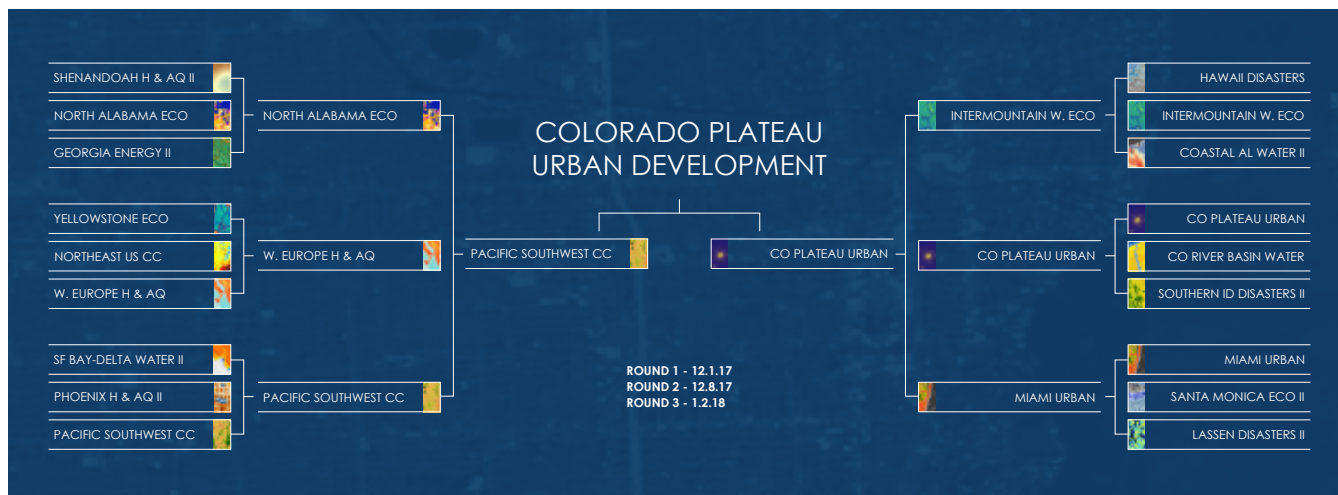 SHENANDOAH H & AQ II
NORTH ALABAMA ECO
GEORGIA ENERGY II
YELLOWSTONE ECO
NORTHEAST US CC
W. EUROPE H & AQ
SF BAY-DELTA WATER II
PHOENIX H & AQ II
PACIFIC SOUTHWEST CC
NORTH ALABAMA ECO
W. EUROPE H & AQ
PACIFIC SOUTHWEST CC
PACIFIC SOUTHWEST CC
COLORADO PLATEAU
URBAN DEVELOPMENT
ROUND 1 - 12.1.17
ROUND 2 - 12.8.17
ROUND 3 - 1.2.18
CO PLATEAU URBAN
INTERMOUNTAIN W. ECO
CO PLATEAU URBAN
MIAMI URBAN
HAWAII DISASTERS
INTERMOUNTAIN W. ECO
COASTAL AL WATER II
CO PLATEAU URBAN
CO RIVER BASIN WATER
SOUTHERN ID DISASTERS II
MIAMI URBAN
SANTA MONICA ECO II
LASSEN DISASTERS II